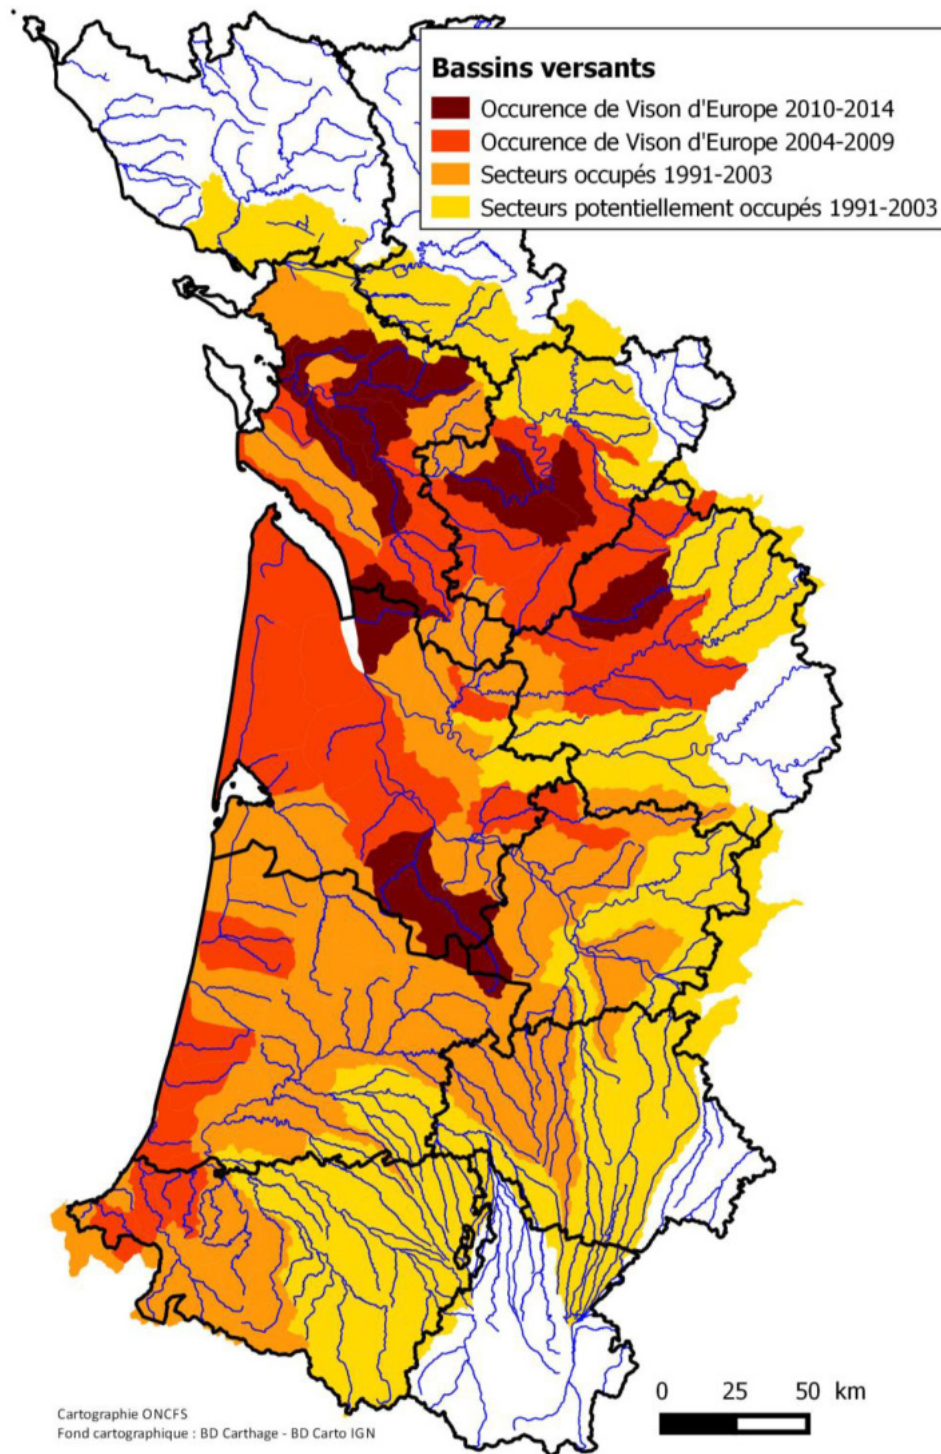 Bassins versants
Occurence de Vison d'Europe 2010-2014
Occurence de Vison d'Europe 2004-2009
Secteurs occupés 1991-2003
Secteurs potentiellement occupés 1991-2003
0 25 50 km
Cartographie ONCFS
Fond cartographique : BD Carthage - BD Carto IGN